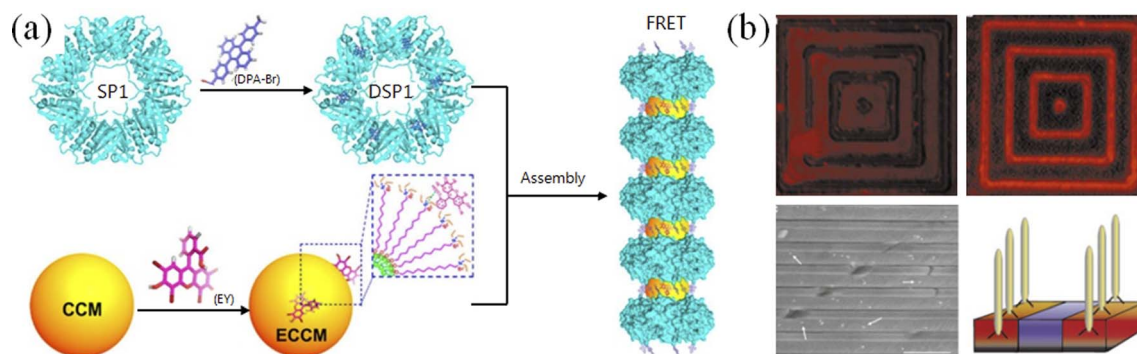 (a)
SP1
(DPA-Br)
DSP1
FRET
Assembly
CCM
(EY)
ECCM
(b)